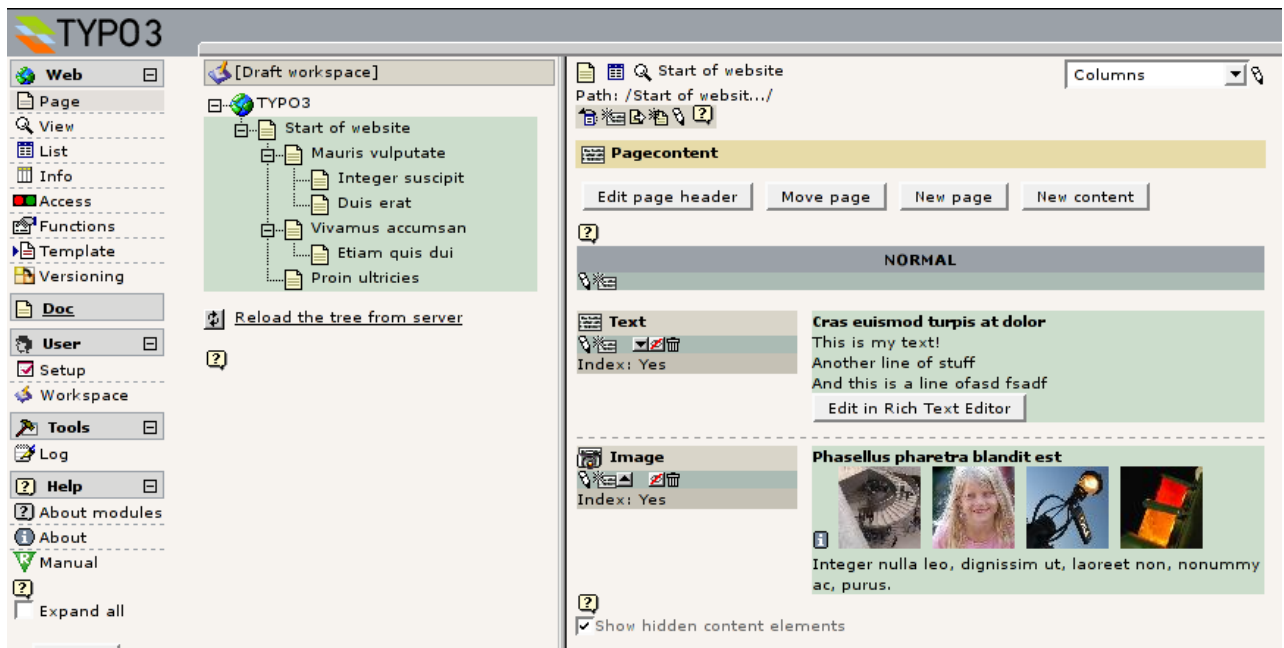 TYPO3
Web
Page
View
List
Info
Access
Functions
Template
Versioning
Doc
User
Setup
Workspace
Tools
Log
Help
About modules
About
Manual
Expand all
[Draft workspace]
TYPO3
Start of website
Mauris vulputate
Integer suscipit
Duis erat
Vivamus accumsan
Etiam quis dui
Proin ultricies
Reload the tree from server
Start of website
Columns
Path: /Start of websit.../
Pagecontent
Edit page header Move page New page New content
NORMAL
Text
Index: Yes
Cras euismod turpis at dolor
This is my text!
Another line of stuff
And this is a line ofasd fsadf
Edit in Rich Text Editor
Image
Index: Yes
Phasellus pharetra blandit est
Integer nulla leo, dignissim ut, laoreet non, nonummy
ac, purus.
Show hidden content elements